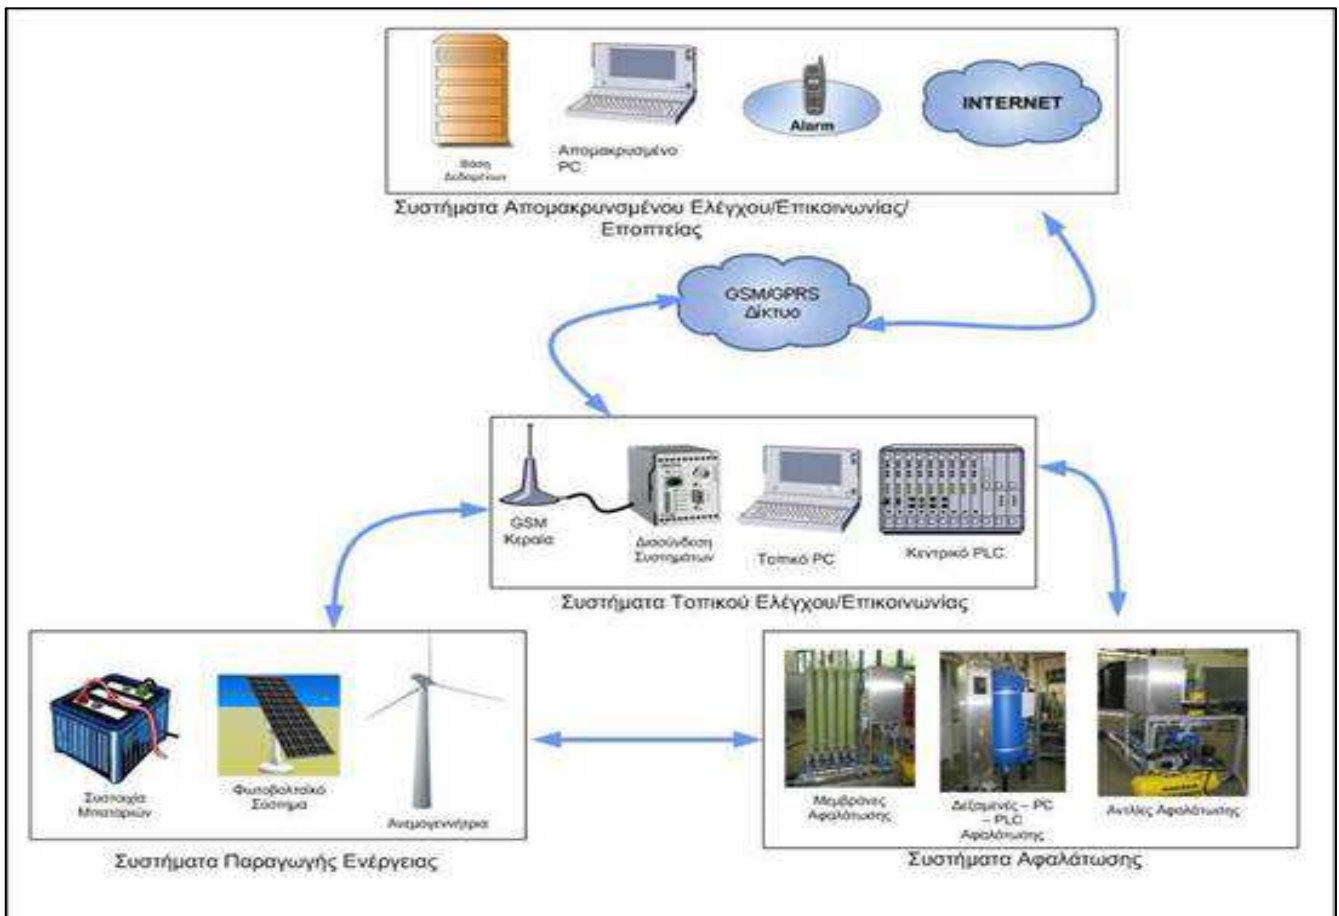 INTERNET
Alarm
Βάση
Δεδομένων
Απομακρυσμένο
PC
Συστήματα Απομακρυνσμένου Ελέγχου/Επικοινωνίας/
Εποπτείας
GSM/GPRS
Δίκτυο
GSM
Κεραία
Διασύνδεση
Συστημάτων
Τοπικό PC
Κεντρικό PLC
Συστήματα Τοπικού Ελέγχου/Επικοινωνίας
Συστοιχία
Μπαταριών
Φωτοβολταϊκό
Σύστημα
Ανεμογεννήτρια
Συστήματα Παραγωγής Ενέργειας
Μεμβράνες
Αφαλάτωσης
Δεξαμενές – PC
– PLC
Αφαλάτωσης
Αντλίες Αφαλάτωσης
Συστήματα Αφαλάτωσης